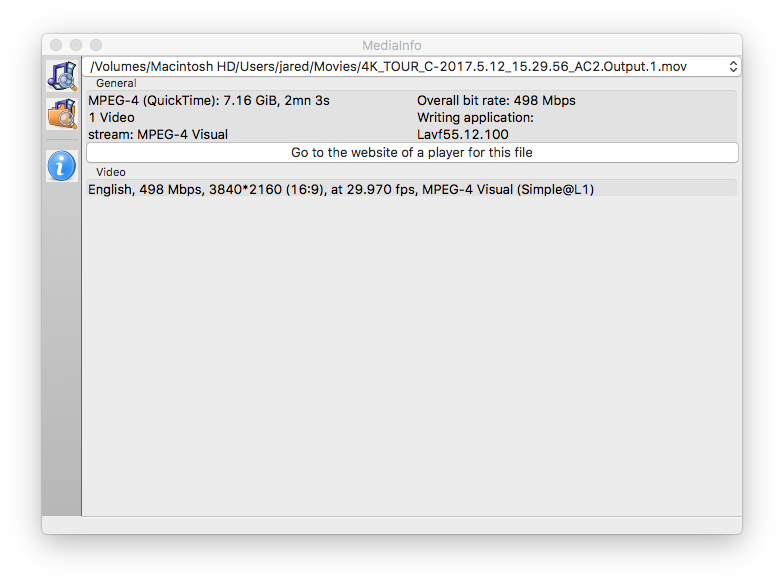 MediaInfo
/Volumes/Macintosh HD/Users/jared/Movies/4K_TOUR_C-2017.5.12_15.29.56_AC2.Output.1.mov
General
MPEG-4 (QuickTime): 7.16 GiB, 2mn 3s
1 Video
stream: MPEG-4 Visual
Overall bit rate: 498 Mbps
Writing application:
Lavf55.12.100
Go to the website of a player for this file
Video
English, 498 Mbps, 3840*2160 (16:9), at 29.970 fps, MPEG-4 Visual (Simple@L1)